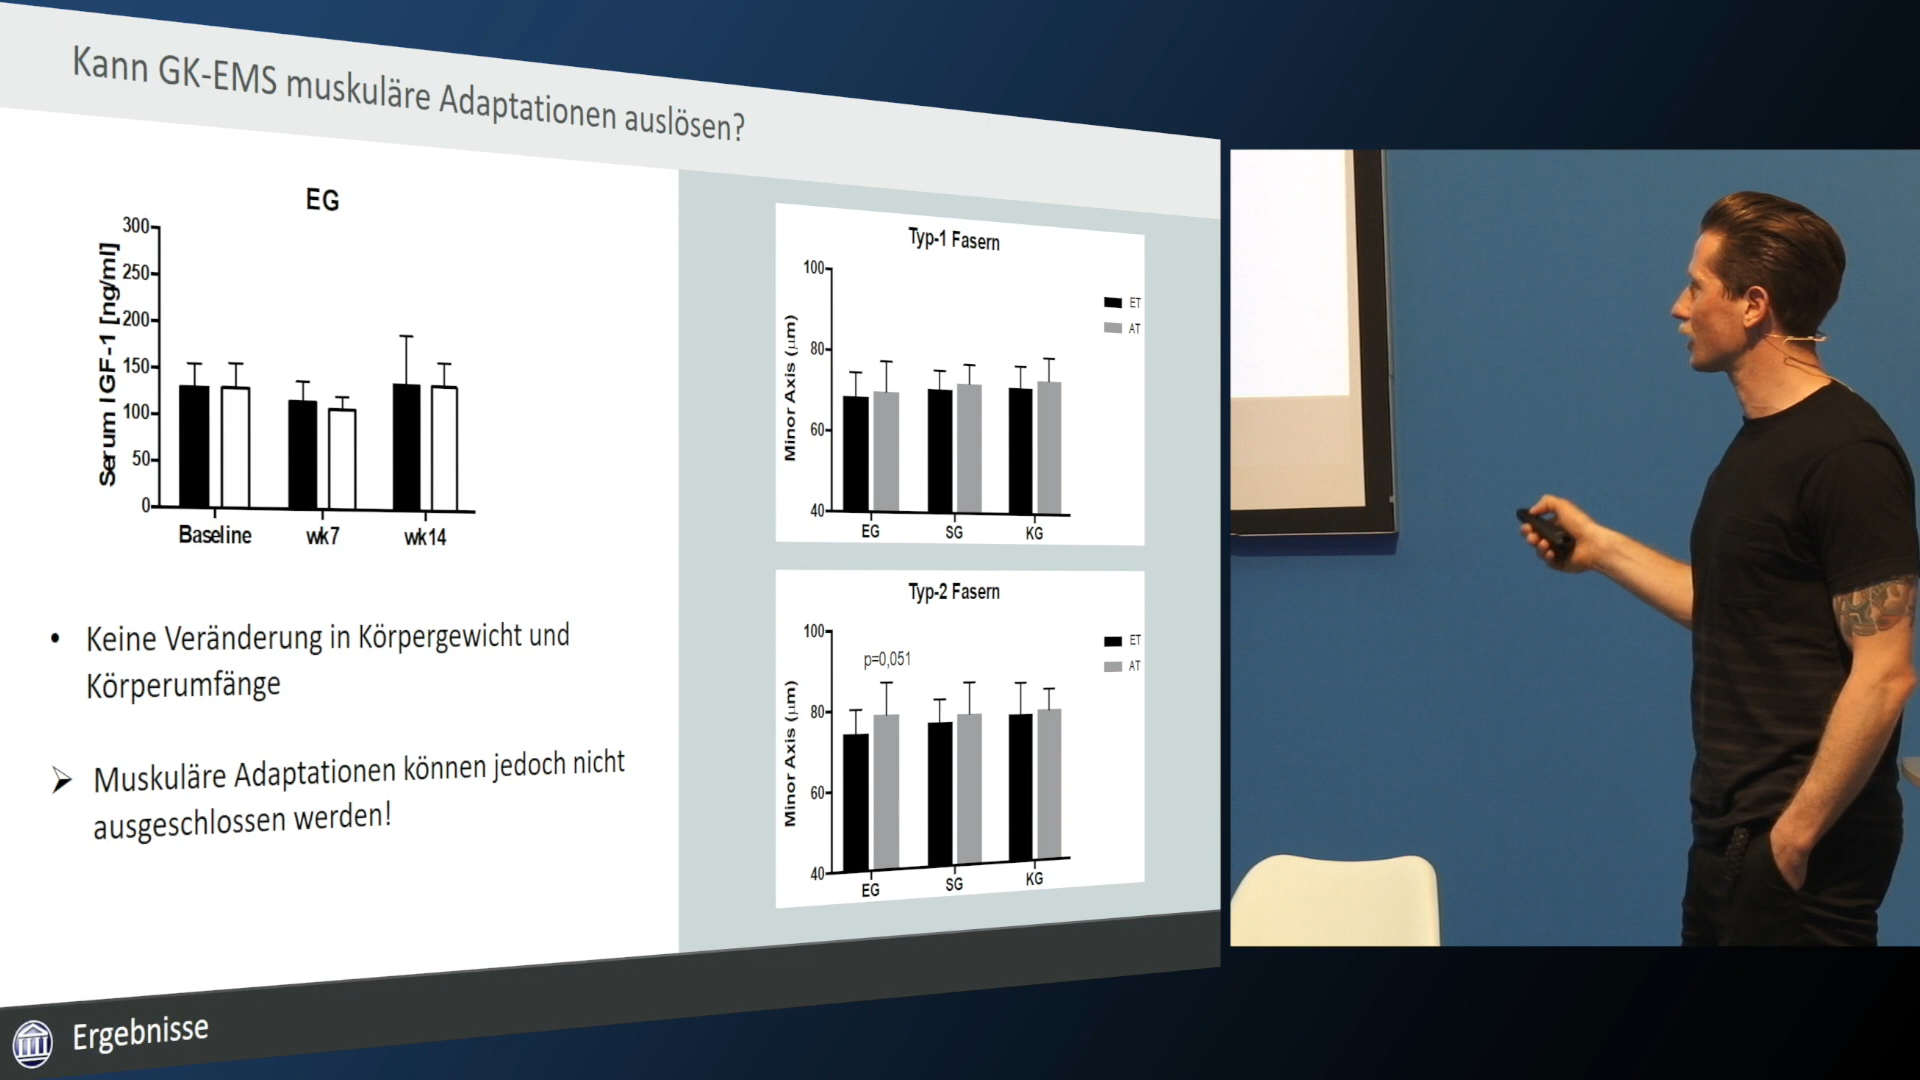 Kann GK-EMS muskuläre Adaptationen auslösen?
EG
Serum IGF-1 [ng/ml]
300
250
200
150
100
50
0
Baseline wk7 wk14
• Keine Veränderung in Körpergewicht und
Körperumfänge
➢ Muskuläre Adaptationen können jedoch nicht
ausgeschlossen werden!
Typ-1 Fasern
Minor Axis (µm)
100
80
60
40
EG SG KG
ET
AT
Typ-2 Fasern
Minor Axis (µm)
100
80
60
40
p=0,051
EG SG KG
ET
AT
Ergebnisse